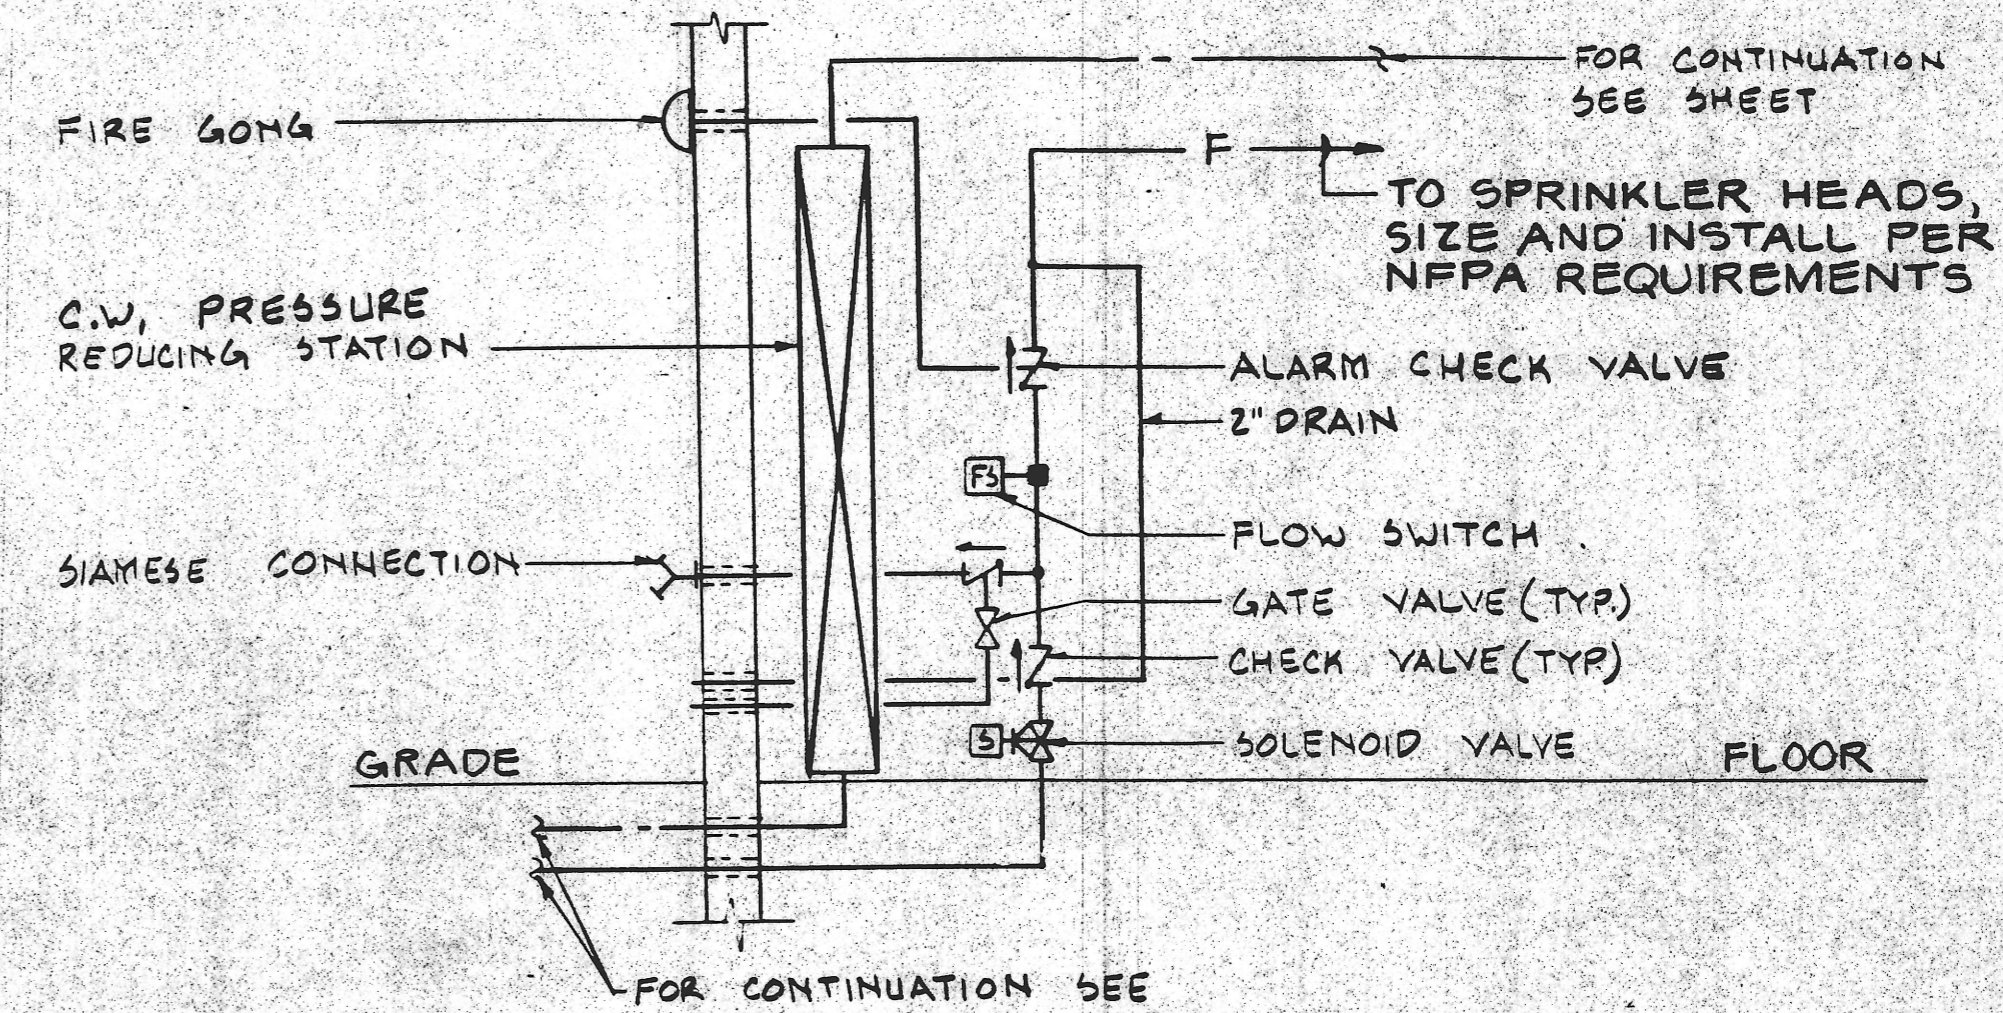 FOR CONTINUATION
SEE SHEET
FIRE GONG
F
TO SPRINKLER HEADS,
SIZE AND INSTALL PER
NFPA REQUIREMENTS
C.W. PRESSURE
REDUCING STATION
ALARM CHECK VALVE
2" DRAIN
FS
FLOW SWITCH
SIAMESE CONNECTION
GATE VALVE (TYP.)
CHECK VALVE (TYP.)
S
SOLENOID VALVE
GRADE
FLOOR
FOR CONTINUATION SEE